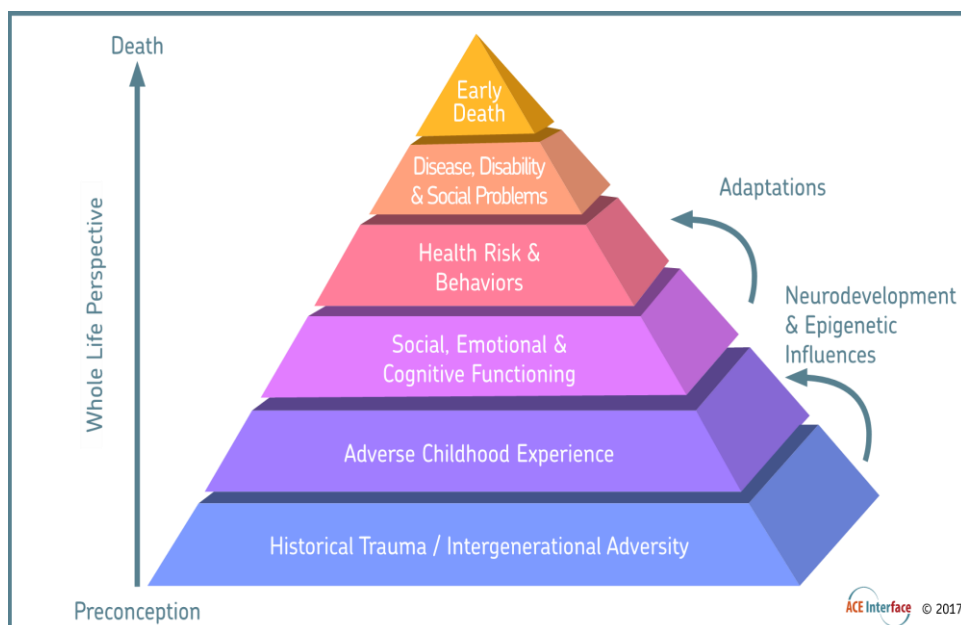 Death
Early
Death
Disease, Disability
& Social Problems
Adaptations
Health Risk &
Behaviors
Neurodevelopment
& Epigenetic
Influences
Social, Emotional &
Cognitive Functioning
Whole Life Perspective
Adverse Childhood Experience
Historical Trauma / Intergenerational Adversity
Preconception
ACE Interface © 2017